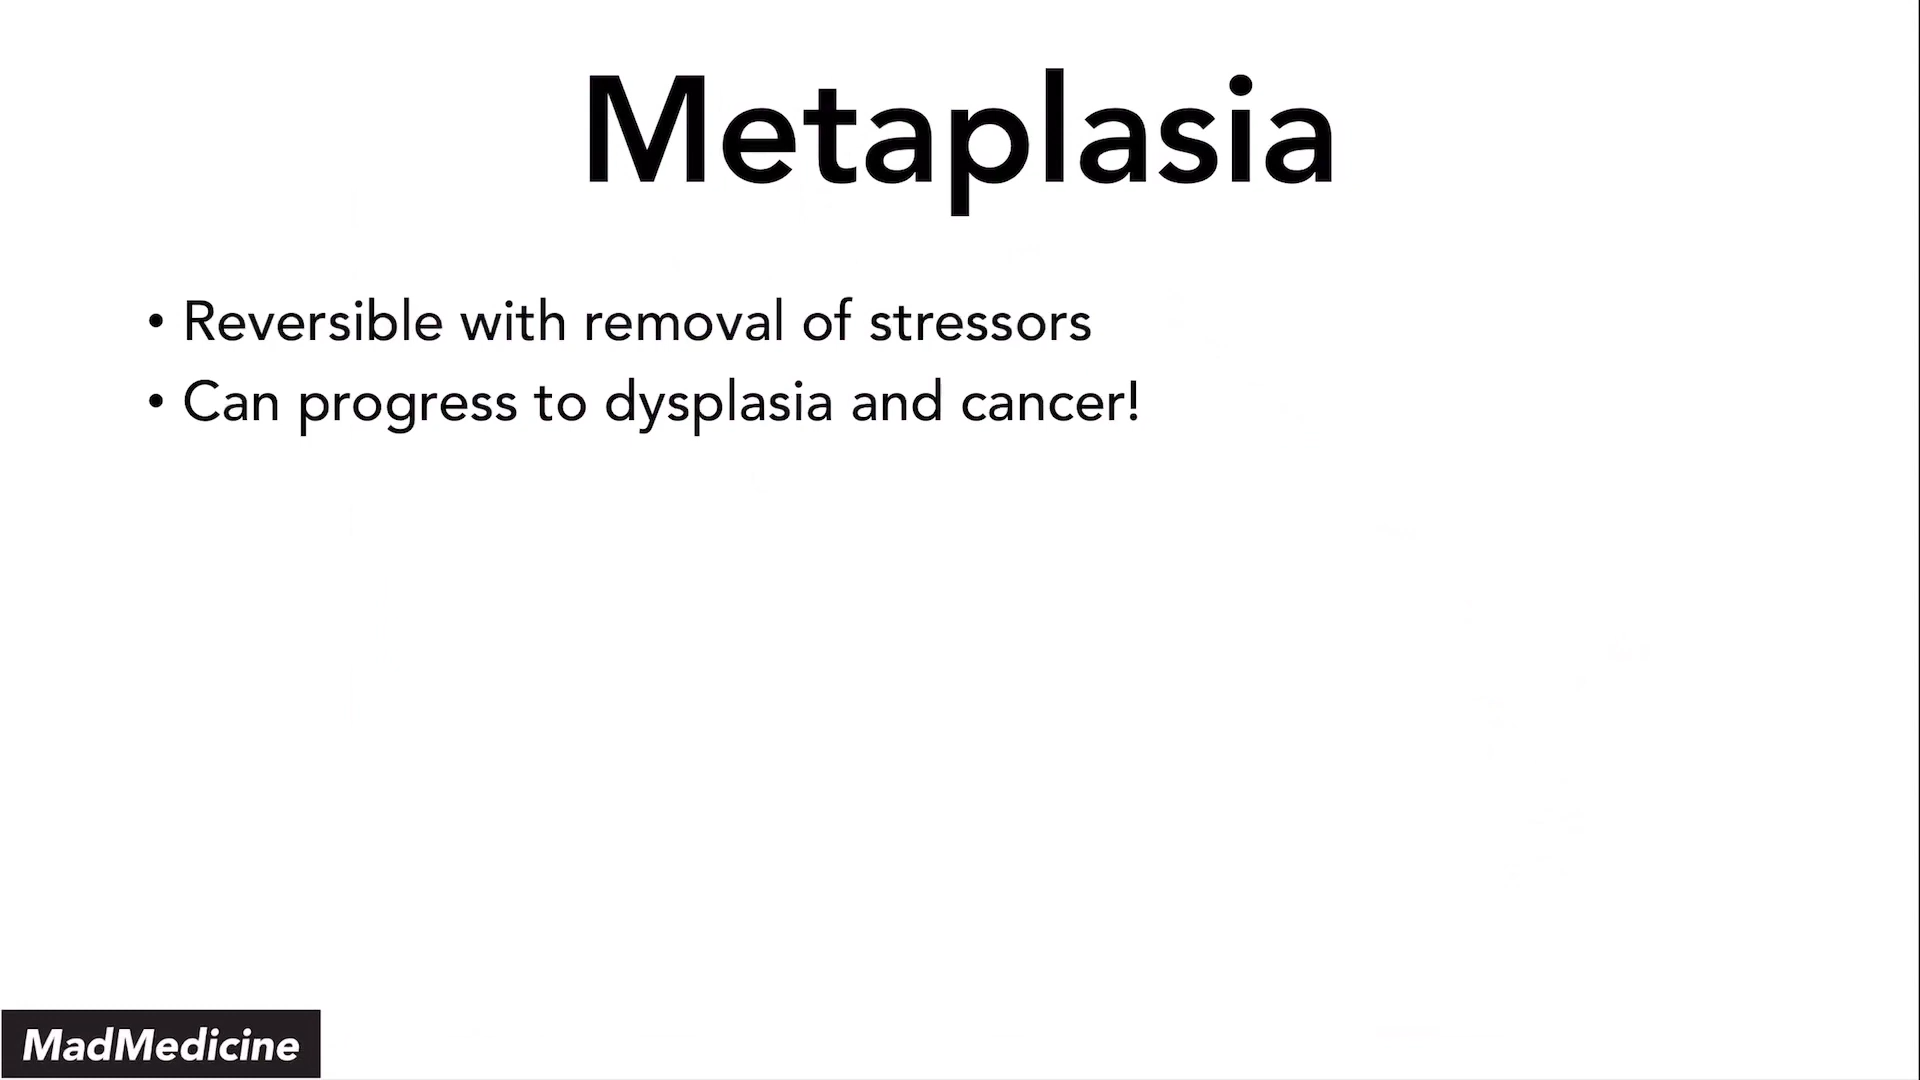 Metaplasia
• Reversible with removal of stressors
• Can progress to dysplasia and cancer!
MadMedicine